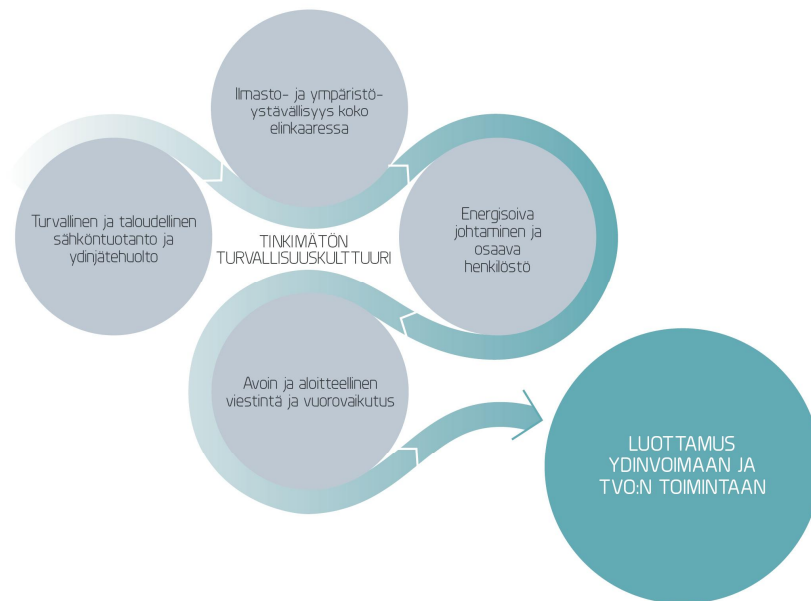 Ilmasto- ja ympäristö-
ystävällisyys koko
elinkaaressa
Turvallinen ja taloudellinen
sähköntuotanto ja
ydinjätehuolto
TINKIMÄTÖN
TURVALLISUUSKULTTUURI
Energisoiva
johtaminen ja
osaava
henkilöstö
Avoin ja aloitteellinen
viestintä ja vuorovaikutus
LUOTTAMUS
YDINVOIMAAN JA
TVO:N TOIMINTAAN